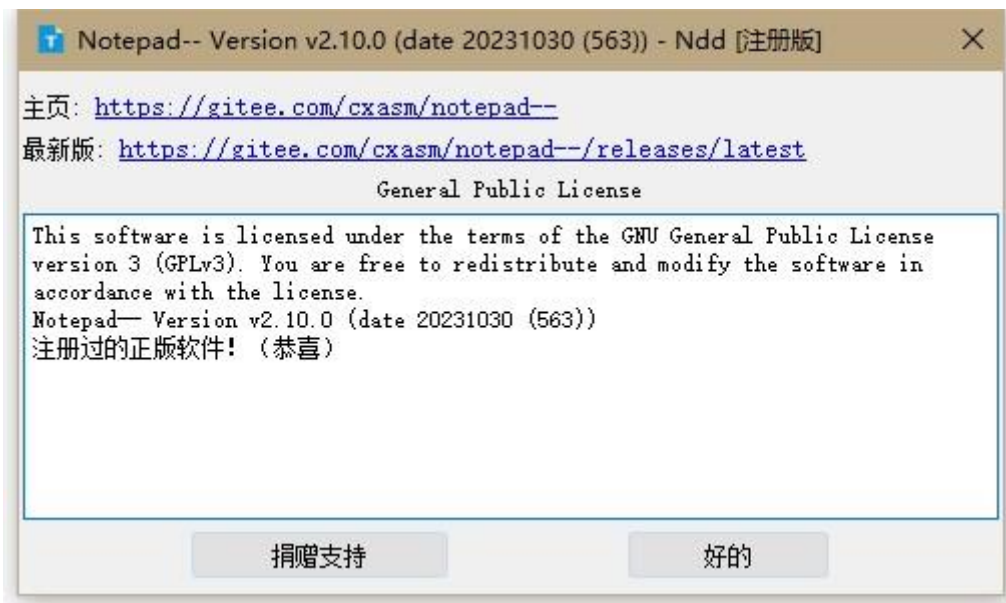 Notepad-- Version v2.10.0 (date 20231030 (563)) - Ndd [注册版]
主页: https://gitee.com/cxasm/notepad--
最新版: https://gitee.com/cxasm/notepad--/releases/latest
General Public License
This software is licensed under the terms of the GNU General Public License
version 3 (GPLv3). You are free to redistribute and modify the software in
accordance with the license.
Notepad-- Version v2.10.0 (date 20231030 (563))
注册过的正版软件! (恭喜)
捐赠支持 好的